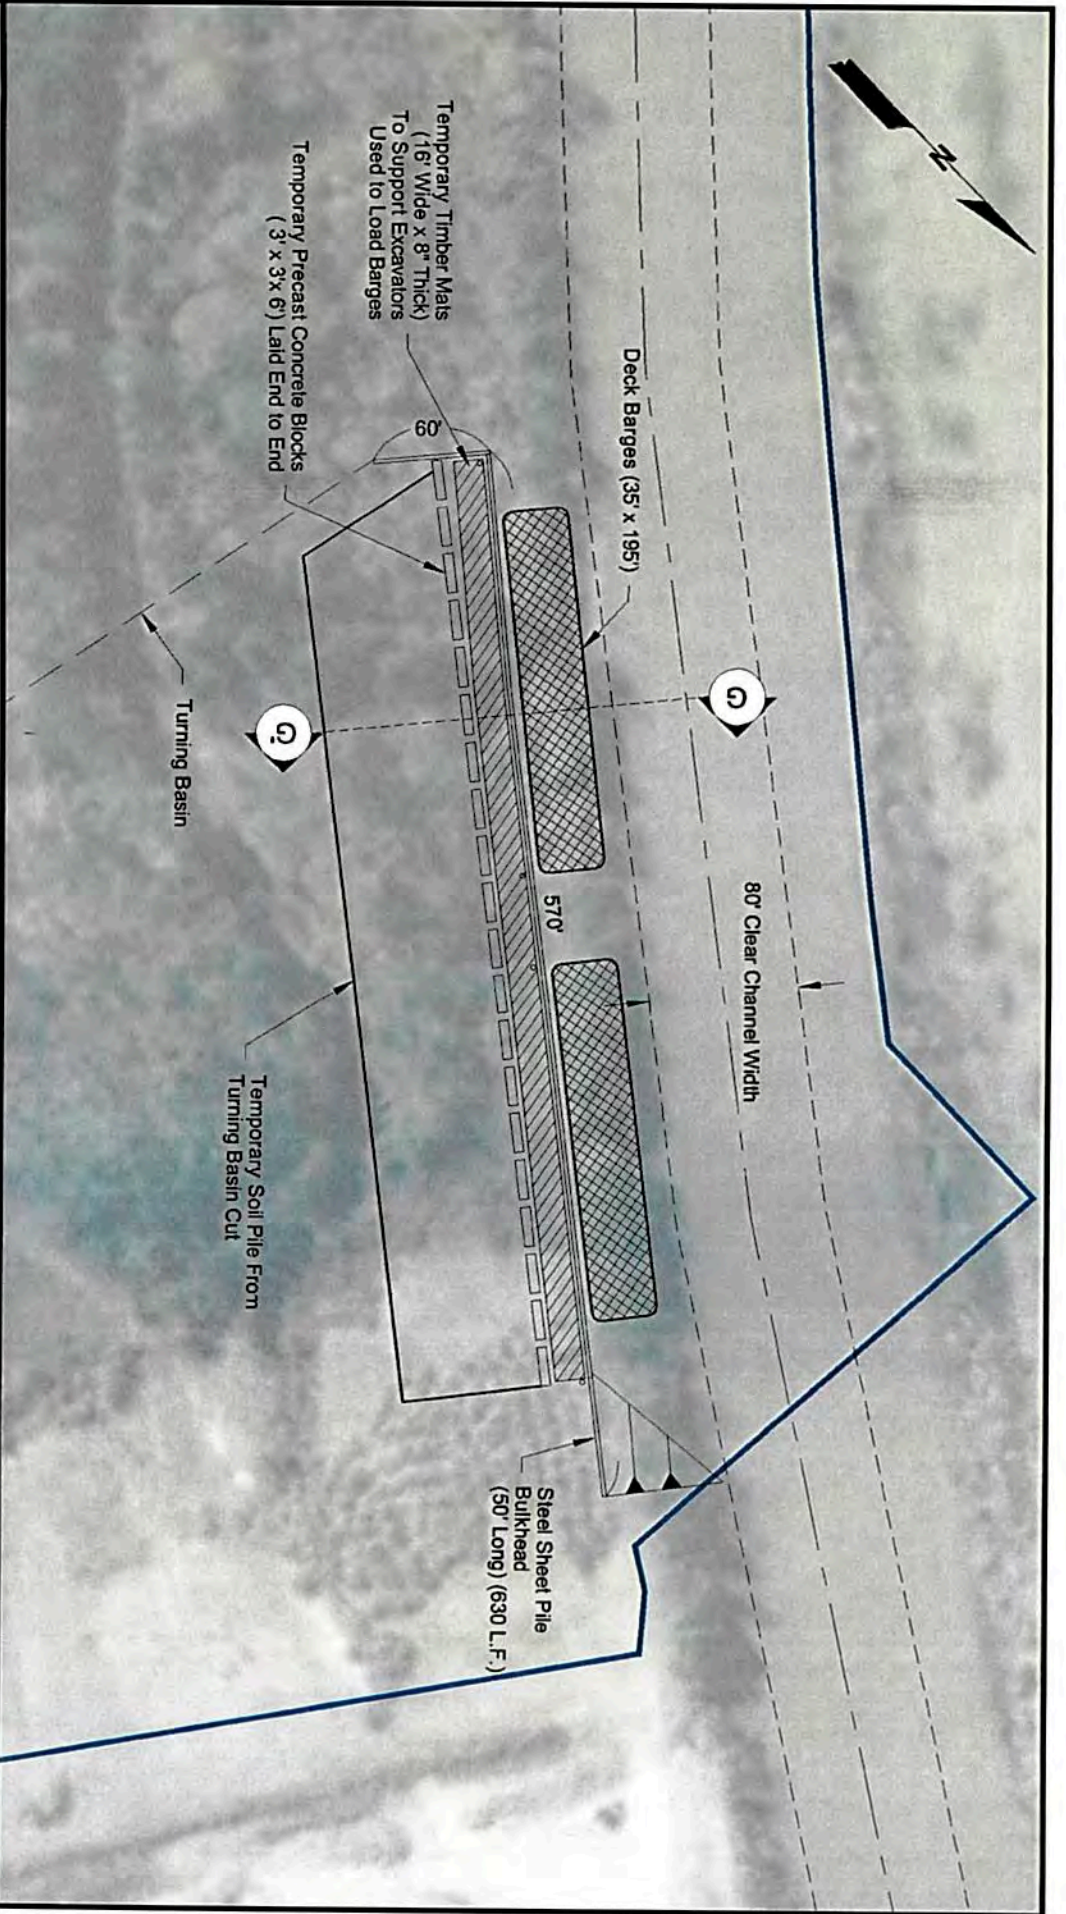 N
Temporary Timber Mats
(16' Wide x 8" Thick)
To Support Excavators
Used to Load Barges
Temporary Precast Concrete Blocks
( 3' x 3'x 6') Laid End to End
60'
Deck Barges (35' x 195')
G
G'
Turning Basin
570'
80' Clear Channel Width
Temporary Soil Pile From
Turning Basin Cut
Steel Sheet Pile
Bulkhead
(50' Long) (630 L.F.)